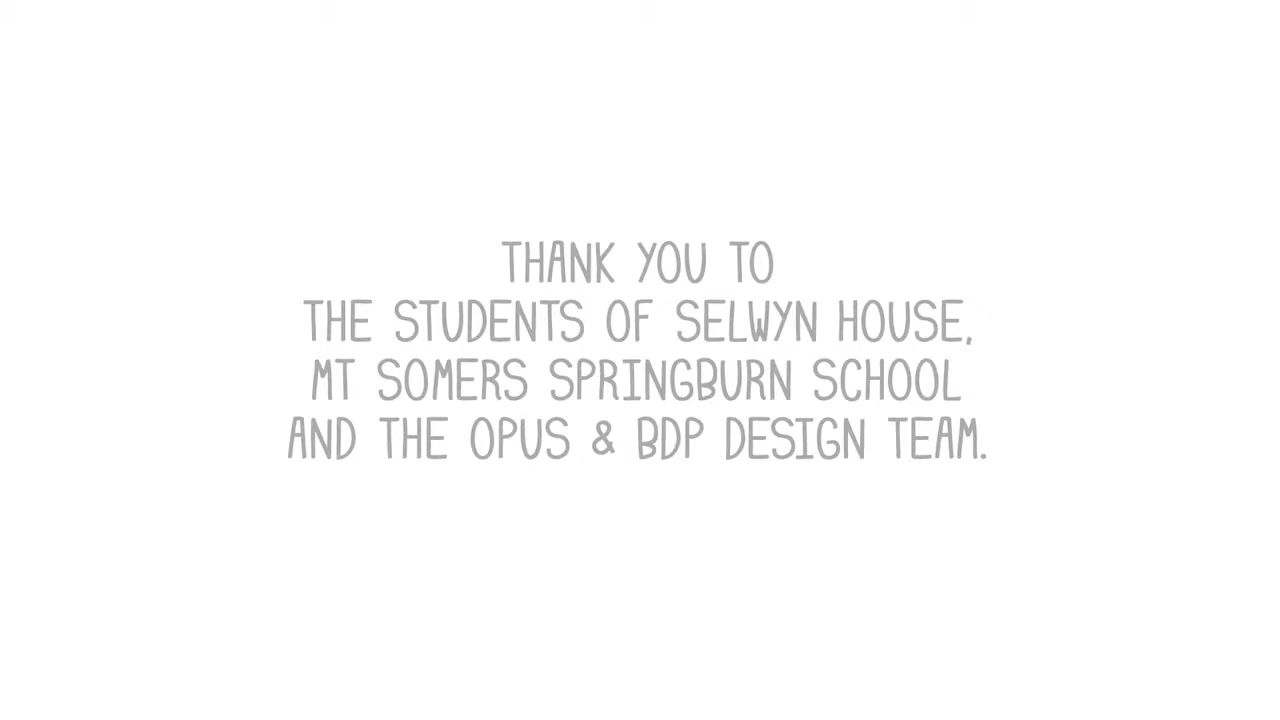 THANK YOU TO
THE STUDENTS OF SELWYN HOUSE,
MT SOMERS SPRINGBURN SCHOOL
AND THE OPUS & BDP DESIGN TEAM.